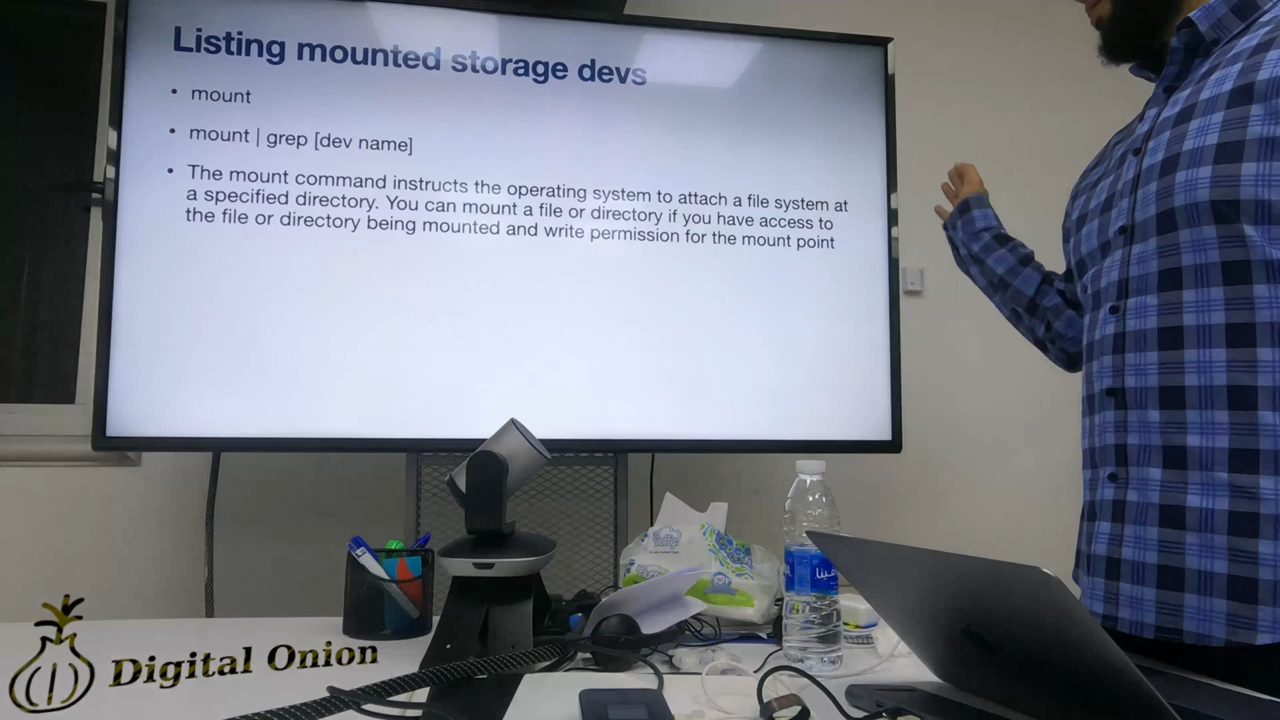 Listing mounted storage devs
• mount
• mount | grep [dev name]
• The mount command instructs the operating system to attach a file system at
a specified directory. You can mount a file or directory if you have access to
the file or directory being mounted and write permission for the mount point
Digital Onion